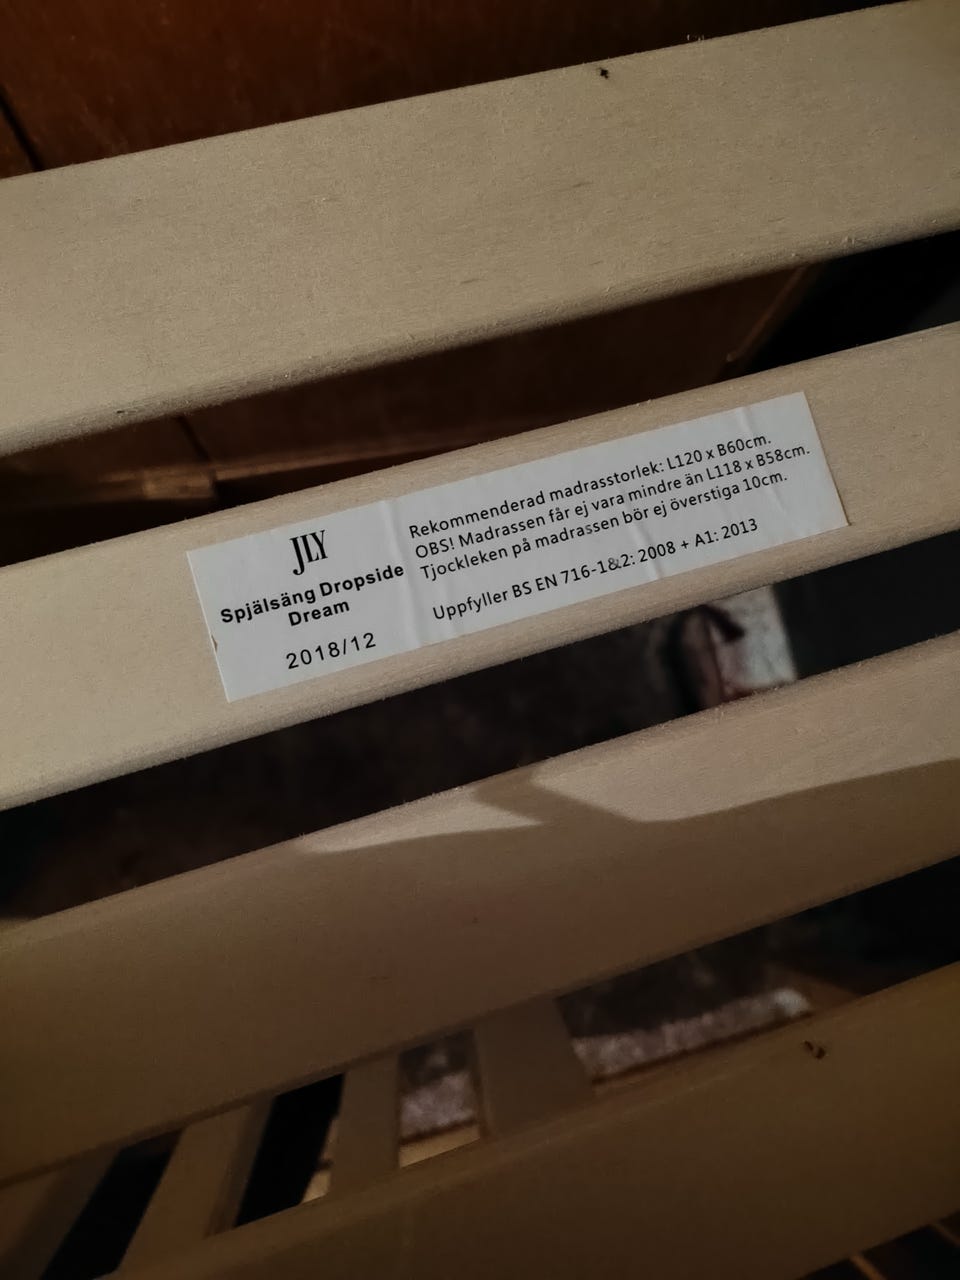 JLY
Spjälsäng Dropside
Dream
2018/12
Rekommenderad madrasstorlek: L120 x B60cm.
OBS! Madrassen får ej vara mindre än L118 x B58cm.
Tjockleken på madrassen bör ej överstiga 10cm.
Uppfyller BS EN 716-1&2: 2008 + A1: 2013